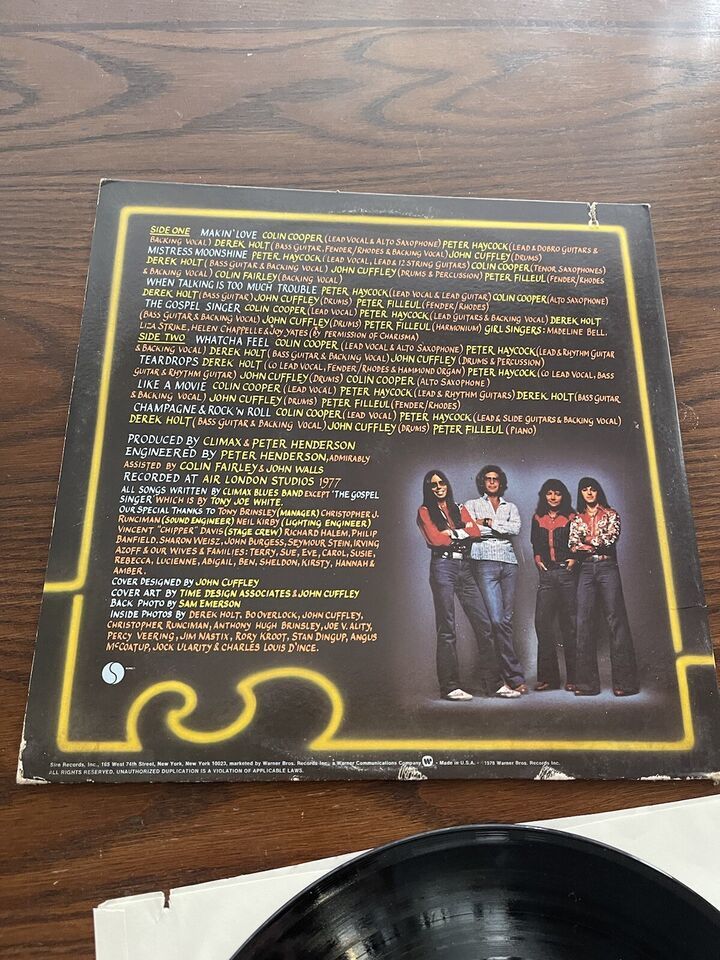 SIDE ONE MAKIN' LOVE COLIN COOPER (LEAD VOCAL & ALTO SAXOPHONE) PETER HAYCOCK (LEAD & DOBRO GUITARS &
BACKING VOCAL) DEREK HOLT (BASS GUITAR, FENDER/RHODES & BACKING VOCAL) JOHN CUFFLEY (DRUMS)
MISTRESS MOONSHINE PETER HAYCOCK (LEAD VOCAL, LEAD & 12 STRING GUITARS) COLIN COOPER (TENOR SAXOPHONES)
DEREK HOLT (BASS GUITAR & BACKING VOCAL) JOHN CUFFLEY (DRUMS & PERCUSSION) PETER FILLEUL (FENDER/RHODES
& BACKING VOCAL) COLIN FAIRLEY (BACKING VOCAL)
WHEN TALKING IS TOO MUCH TROUBLE PETER HAYCOCK (LEAD VOCAL & LEAD GUITAR) COLIN COOPER (ALTO SAXOPHONE)
DEREK HOLT (BASS GUITAR) JOHN CUFFLEY (DRUMS) PETER FILLEUL (FENDER/RHODES)
THE GOSPEL SINGER COLIN COOPER (LEAD VOCAL) PETER HAYCOCK (LEAD GUITARS & BACKING VOCAL) DEREK HOLT
(BASS GUITAR & BACKING VOCAL) JOHN CUFFLEY (DRUMS) PETER FILLEUL (HARMONIUM) GIRL SINGERS: MADELINE BELL,
LIZA STRIKE, HELEN CHAPPELLE & JOY YATES (BY PERMISSION OF CHARISMA)
SIDE TWO WHATCHA FEEL COLIN COOPER (LEAD VOCAL & ALTO SAXOPHONE) PETER HAYCOCK (LEAD & RHYTHM GUITAR
& BACKING VOCAL) DEREK HOLT (BASS GUITAR & BACKING VOCAL) JOHN CUFFLEY (DRUMS & PERCUSSION)
TEARDROPS DEREK HOLT (CO LEAD VOCAL, FENDER/RHODES & HAMMOND ORGAN) PETER HAYCOCK (CO LEAD VOCAL, BASS
GUITAR & RHYTHM GUITAR) JOHN CUFFLEY (DRUMS) COLIN COOPER (ALTO SAXOPHONE)
LIKE A MOVIE COLIN COOPER (LEAD VOCAL) PETER HAYCOCK (LEAD & RHYTHM GUITARS) DEREK HOLT (BASS GUITAR
& BACKING VOCAL) JOHN CUFFLEY (DRUMS) PETER FILLEUL (FENDER/RHODES)
CHAMPAGNE & ROCK'N ROLL COLIN COOPER (LEAD VOCAL) PETER HAYCOCK (LEAD & SLIDE GUITARS & BACKING VOCAL)
DEREK HOLT (BASS GUITAR & BACKING VOCAL) JOHN CUFFLEY (DRUMS) PETER FILLEUL (PIANO)
PRODUCED BY CLIMAX & PETER HENDERSON
ENGINEERED BY PETER HENDERSON, ADMIRABLY
ASSISTED BY COLIN FAIRLEY & JOHN WALLS
RECORDED AT AIR LONDON STUDIOS 1977
ALL SONGS WRITTEN BY CLIMAX BLUES BAND EXCEPT 'THE GOSPEL
SINGER' WHICH IS BY TONY JOE WHITE.
OUR SPECIAL THANKS TO TONY BRINSLEY (MANAGER) CHRISTOPHER J.
RUNCIMAN (SOUND ENGINEER) NEIL KIRBY (LIGHTING ENGINEER)
VINCENT "CHIPPER" DAVIS (STAGE CREW) RICHARD HALEM, PHILIP
BANFIELD, SHARON WEISZ, JOHN BURGESS, SEYMOUR STEIN, IRVING
AZOFF & OUR WIVES & FAMILIES: TERRY, SUE, EVE, CAROL, SUSIE,
REBECCA, LUCIENNE, ABIGAIL, BEN, SHELDON, KIRSTY, HANNAH &
AMBER.
COVER DESIGNED BY JOHN CUFFLEY
COVER ART BY TIME DESIGN ASSOCIATES & JOHN CUFFLEY
BACK PHOTO BY SAM EMERSON
INSIDE PHOTOS BY DEREK HOLT, BO OVERLOCK, JOHN CUFFLEY,
CHRISTOPHER RUNCIMAN, ANTHONY HUGH BRINSLEY, JOE V. ALITY,
PERCY VEERING, JIM NASTIX, RORY KROOT, STAN DINGUP, ANGUS
McCOATUP, JOCK ULARITY & CHARLES LOUIS D'INCE.
Sire Records, Inc., 165 West 74th Street, New York, New York 10023, marketed by Warner Bros. Records Inc., a Warner Communications Company W • Made in U.S.A. • 1978 Warner Bros. Records Inc.
ALL RIGHTS RESERVED. UNAUTHORIZED DUPLICATION IS A VIOLATION OF APPLICABLE LAWS.